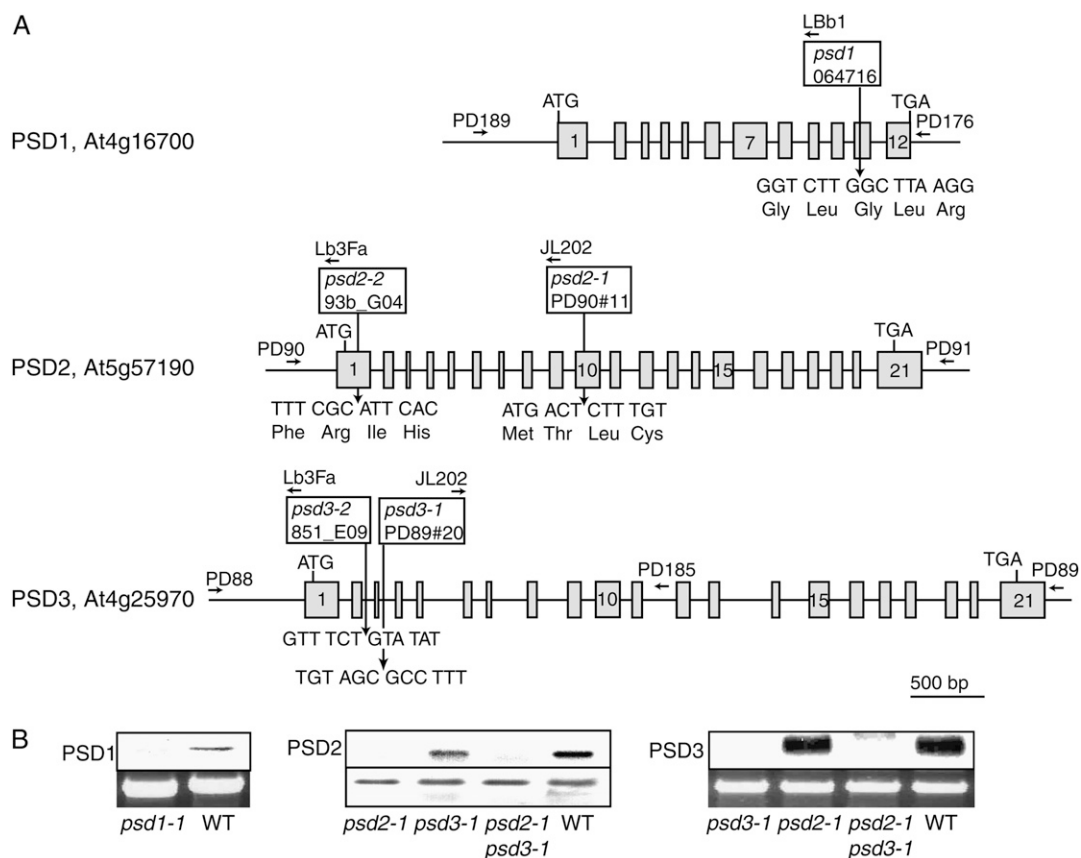 A
LBb1
psd1
064716
ATG
TGA
PD189
PD176
PSD1, At4g16700
1
7
12
GGT CTT GGC TTA AGG
Gly Leu Gly Leu Arg
Lb3Fa
JL202
psd2-2
93b_G04
psd2-1
PD90#11
ATG
TGA
PD90
PD91
PSD2, At5g57190
1
10
15
21
TTT CGC ATT CAC
ATG ACT CTT TGT
Phe Arg Ile His
Met Thr Leu Cys
Lb3Fa
JL202
psd3-2
851_E09
psd3-1
PD89#20
ATG
TGA
PD88
PD185
PD89
PSD3, At4g25970
1
10
15
21
GTT TCT GTA TAT
TGT AGC GCC TTT
500 bp
B
PSD1
PSD2
PSD3
psd1-1 WT
psd2-1 psd3-1 psd2-1 WT
psd3-1
psd3-1 psd2-1 psd2-1 WT
psd3-1